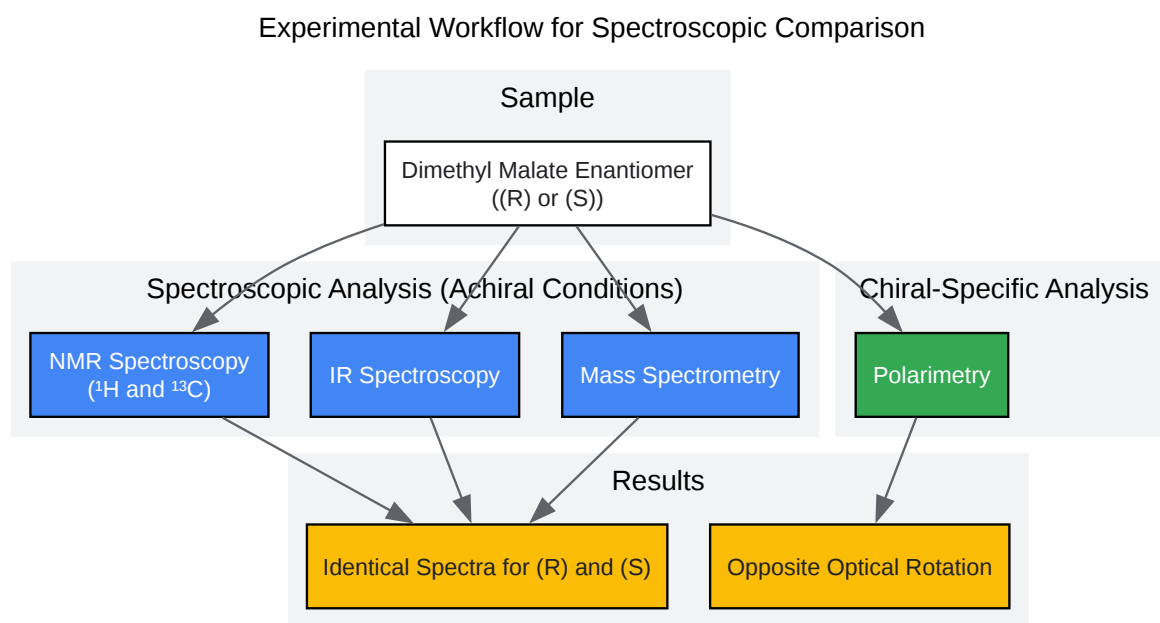 Experimental Workflow for Spectroscopic Comparison
Sample
Dimethyl Malate Enantiomer
((R) or (S))
Spectroscopic Analysis (Achiral Conditions)
Chiral-Specific Analysis
NMR Spectroscopy
(¹H and ¹³C)
IR Spectroscopy
Mass Spectrometry
Polarimetry
Results
Identical Spectra for (R) and (S)
Opposite Optical Rotation